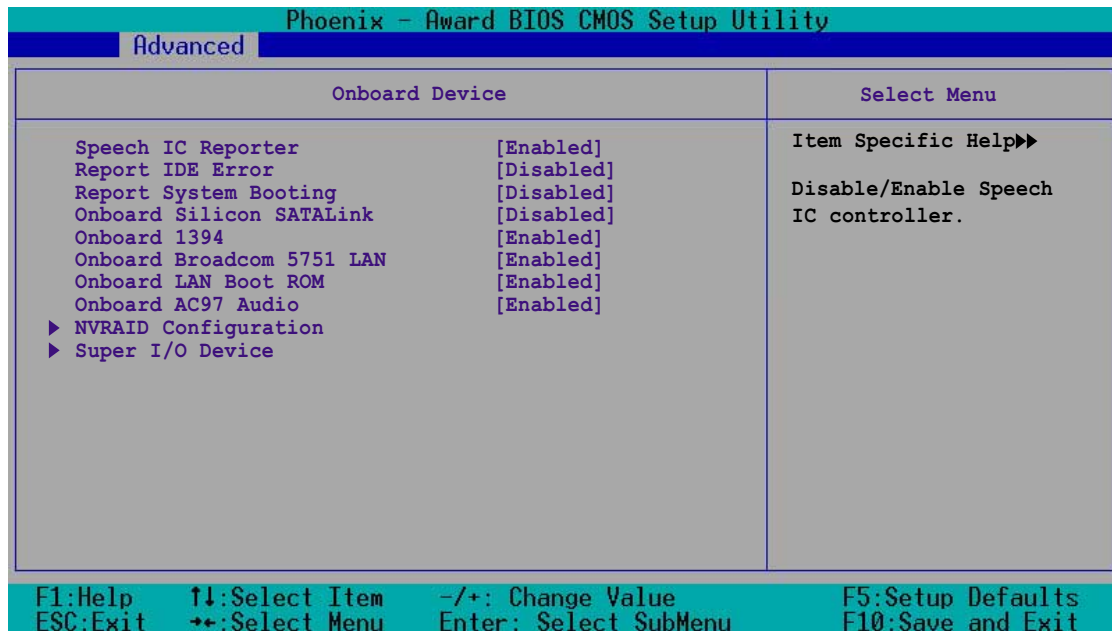 Phoenix - Award BIOS CMOS Setup Utility
Advanced
Onboard Device
Select Menu
Speech IC Reporter [Enabled]
Report IDE Error [Disabled]
Report System Booting [Disabled]
Onboard Silicon SATALink [Disabled]
Onboard 1394 [Enabled]
Onboard Broadcom 5751 LAN [Enabled]
Onboard LAN Boot ROM [Enabled]
Onboard AC97 Audio [Enabled]
▶ NVRAID Configuration
▶ Super I/O Device
Item Specific Help▶▶
Disable/Enable Speech
IC controller.
F1:Help ↑↓:Select Item -/+: Change Value F5:Setup Defaults
ESC:Exit →←:Select Menu Enter: Select SubMenu F10:Save and Exit